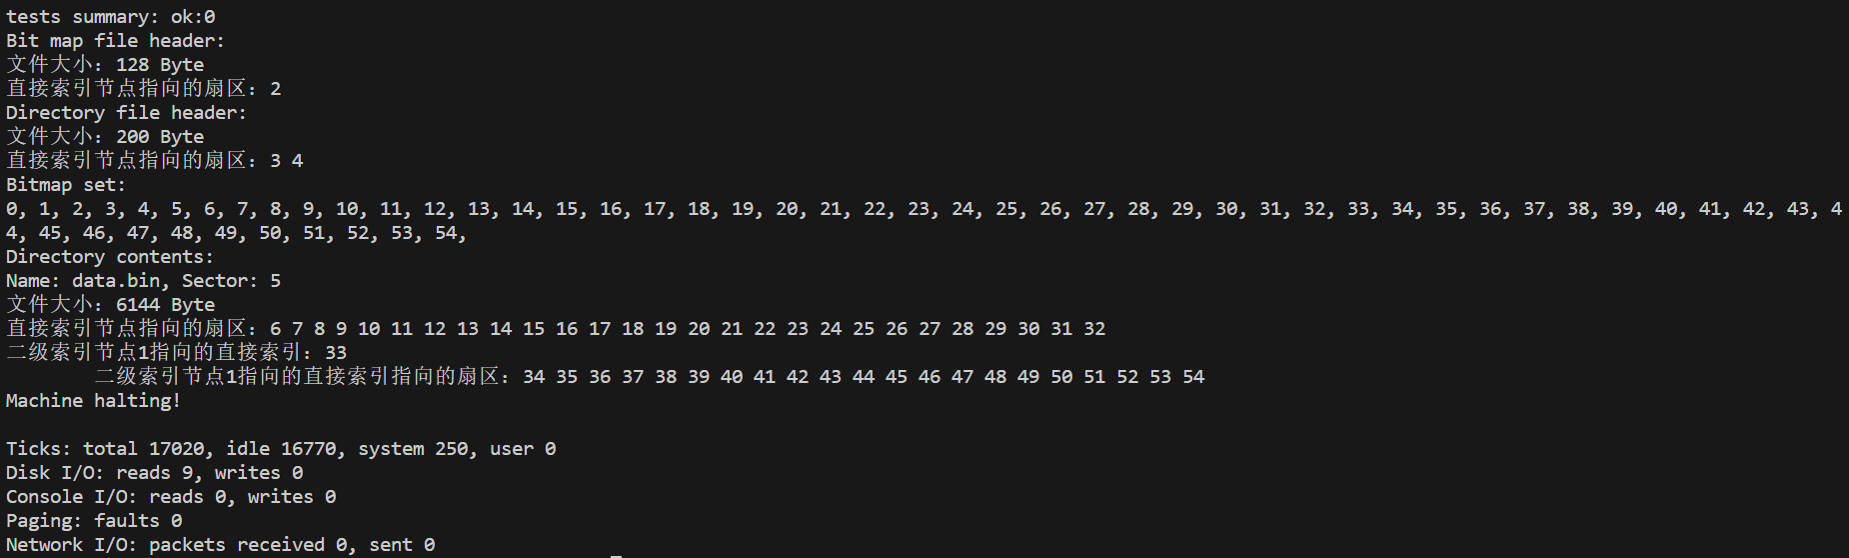 tests summary: ok:0
Bit map file header:
文件大小：128 Byte
直接索引节点指向的扇区：2
Directory file header:
文件大小：200 Byte
直接索引节点指向的扇区：3 4
Bitmap set:
0, 1, 2, 3, 4, 5, 6, 7, 8, 9, 10, 11, 12, 13, 14, 15, 16, 17, 18, 19, 20, 21, 22, 23, 24, 25, 26, 27, 28, 29, 30, 31, 32, 33, 34, 35, 36, 37, 38, 39, 40, 41, 42, 43, 4
4, 45, 46, 47, 48, 49, 50, 51, 52, 53, 54,
Directory contents:
Name: data.bin, Sector: 5
文件大小：6144 Byte
直接索引节点指向的扇区：6 7 8 9 10 11 12 13 14 15 16 17 18 19 20 21 22 23 24 25 26 27 28 29 30 31 32
二级索引节点1指向的直接索引：33
二级索引节点1指向的直接索引指向的扇区：34 35 36 37 38 39 40 41 42 43 44 45 46 47 48 49 50 51 52 53 54
Machine halting!
Ticks: total 17020, idle 16770, system 250, user 0
Disk I/O: reads 9, writes 0
Console I/O: reads 0, writes 0
Paging: faults 0
Network I/O: packets received 0, sent 0